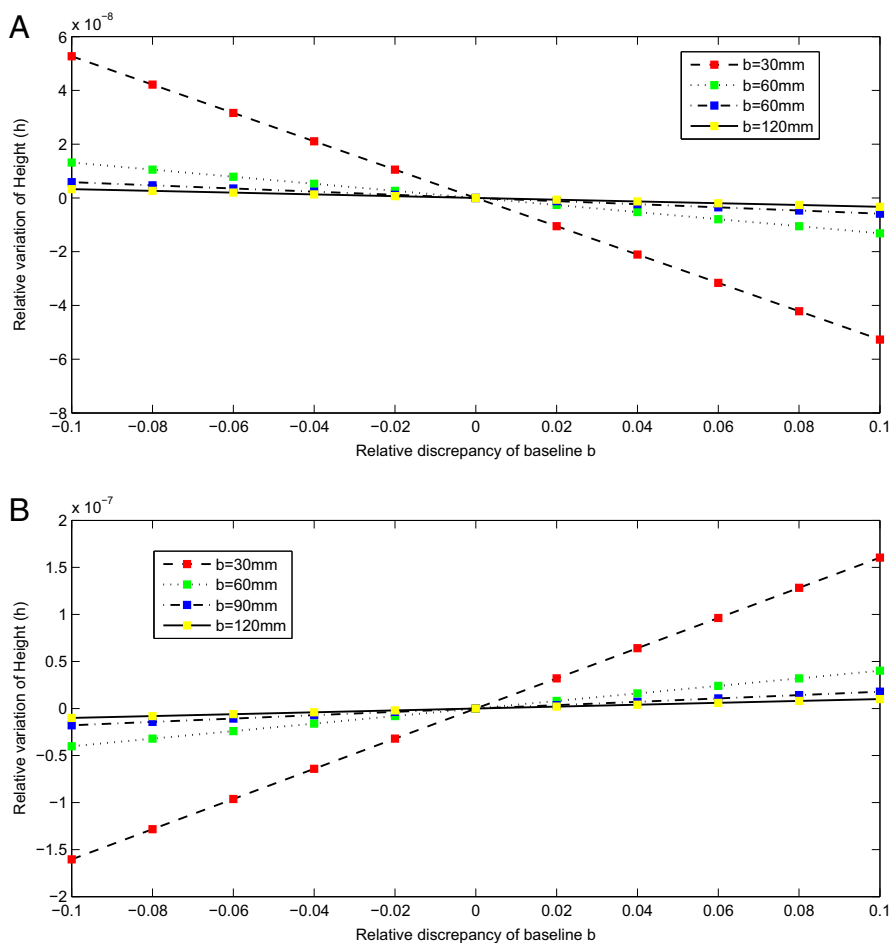 A
x 10−8
6
4
2
0
−2
−4
−6
−8
Relative variation of Height (h)
b=30mm
b=60mm
b=60mm
b=120mm
−0.1 −0.08 −0.06 −0.04 −0.02 0 0.02 0.04 0.06 0.08 0.1
Relative discrepancy of baseline b
B
x 10−7
2
1.5
1
0.5
0
−0.5
−1
−1.5
−2
Relative variation of Height (h)
b=30mm
b=60mm
b=90mm
b=120mm
−0.1 −0.08 −0.06 −0.04 −0.02 0 0.02 0.04 0.06 0.08 0.1
Relative discrepancy of baseline b